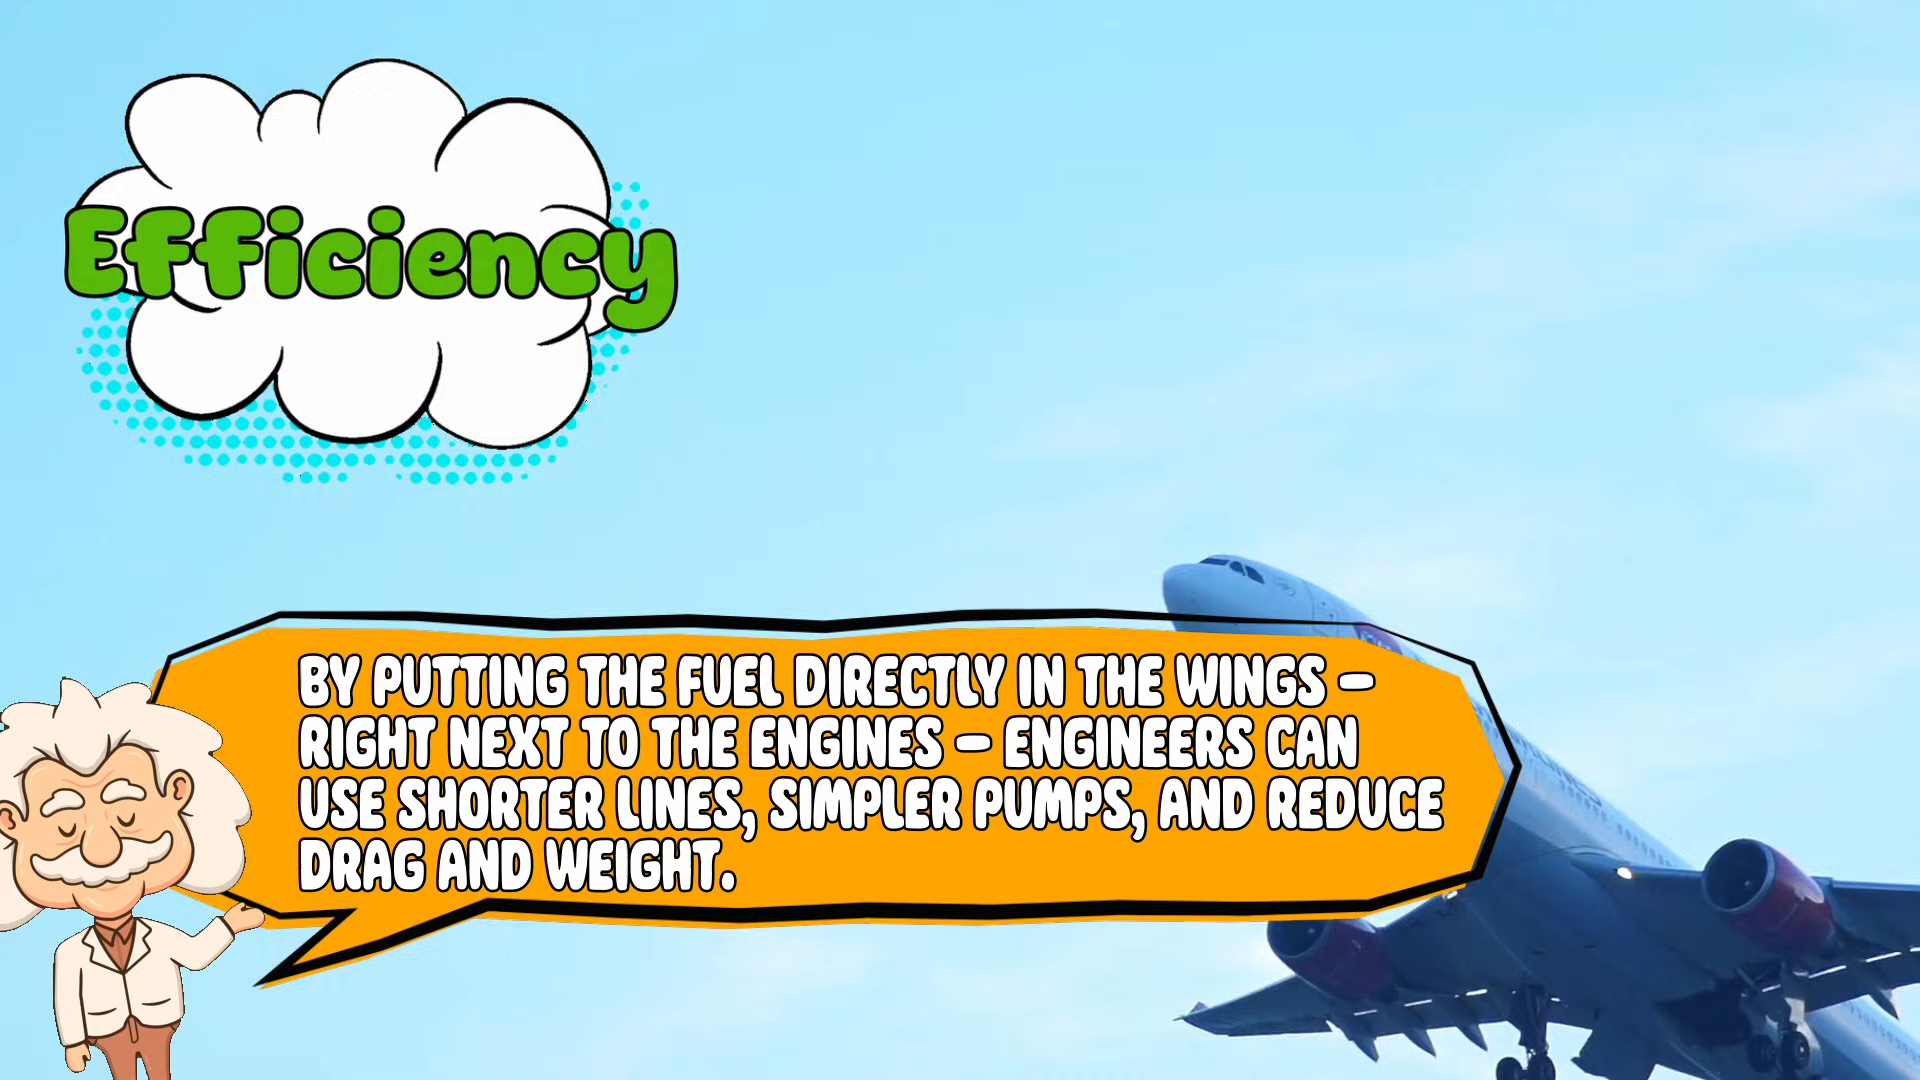 Efficiency
BY PUTTING THE FUEL DIRECTLY IN THE WINGS –
RIGHT NEXT TO THE ENGINES – ENGINEERS CAN
USE SHORTER LINES, SIMPLER PUMPS, AND REDUCE
DRAG AND WEIGHT.